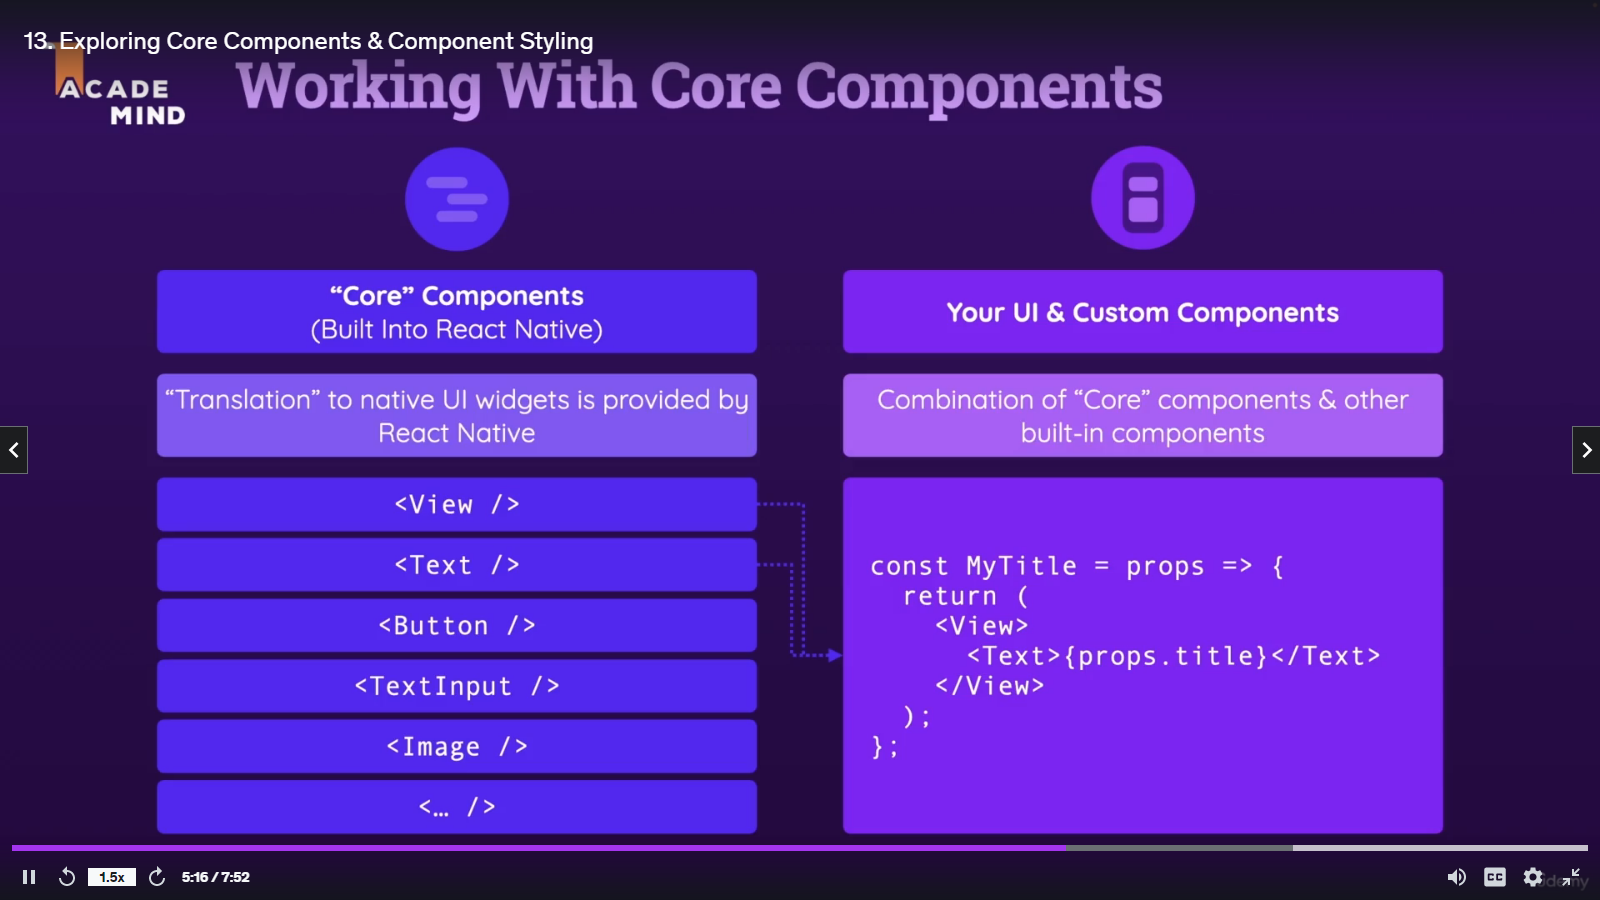 13. Exploring Core Components & Component Styling
ACADE
MIND
Working With Core Components
“Core” Components
(Built Into React Native)
“Translation” to native UI widgets is provided by
React Native
<View />
<Text />
<Button />
<TextInput />
<Image />
<… />
Your UI & Custom Components
Combination of “Core” components & other
built-in components
const MyTitle = props => {
return (
<View>
<Text>{props.title}</Text>
</View>
);
};
1.5x
5:16 / 7:52
CC